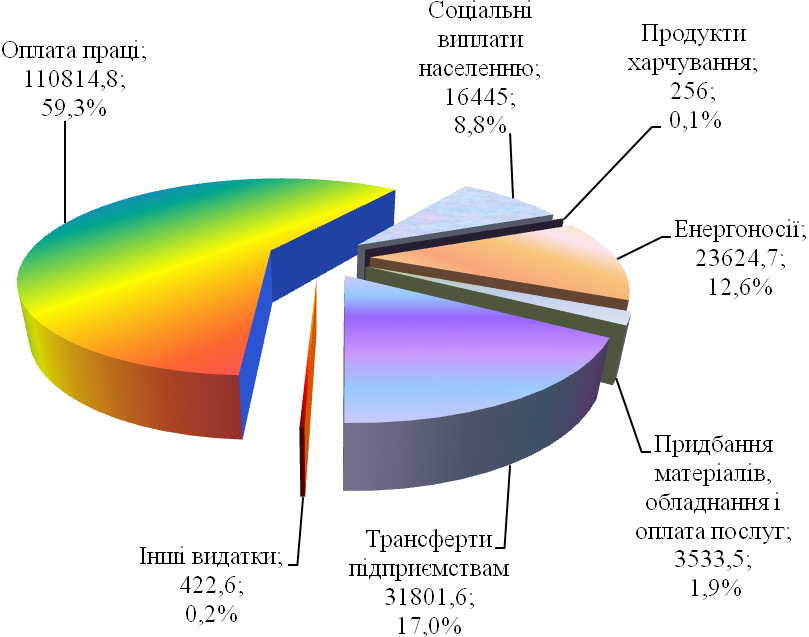 Оплата праці;
110814,8;
59,3%
Соціальні
виплати
населенню;
16445;
8,8%
Продукти
харчування;
256;
0,1%
Енергоносії;
23624,7;
12,6%
Придбання
матеріалів,
обладнання і
оплата послуг;
3533,5;
1,9%
Трансферти
підприємствам
31801,6;
17,0%
Інші видатки;
422,6;
0,2%